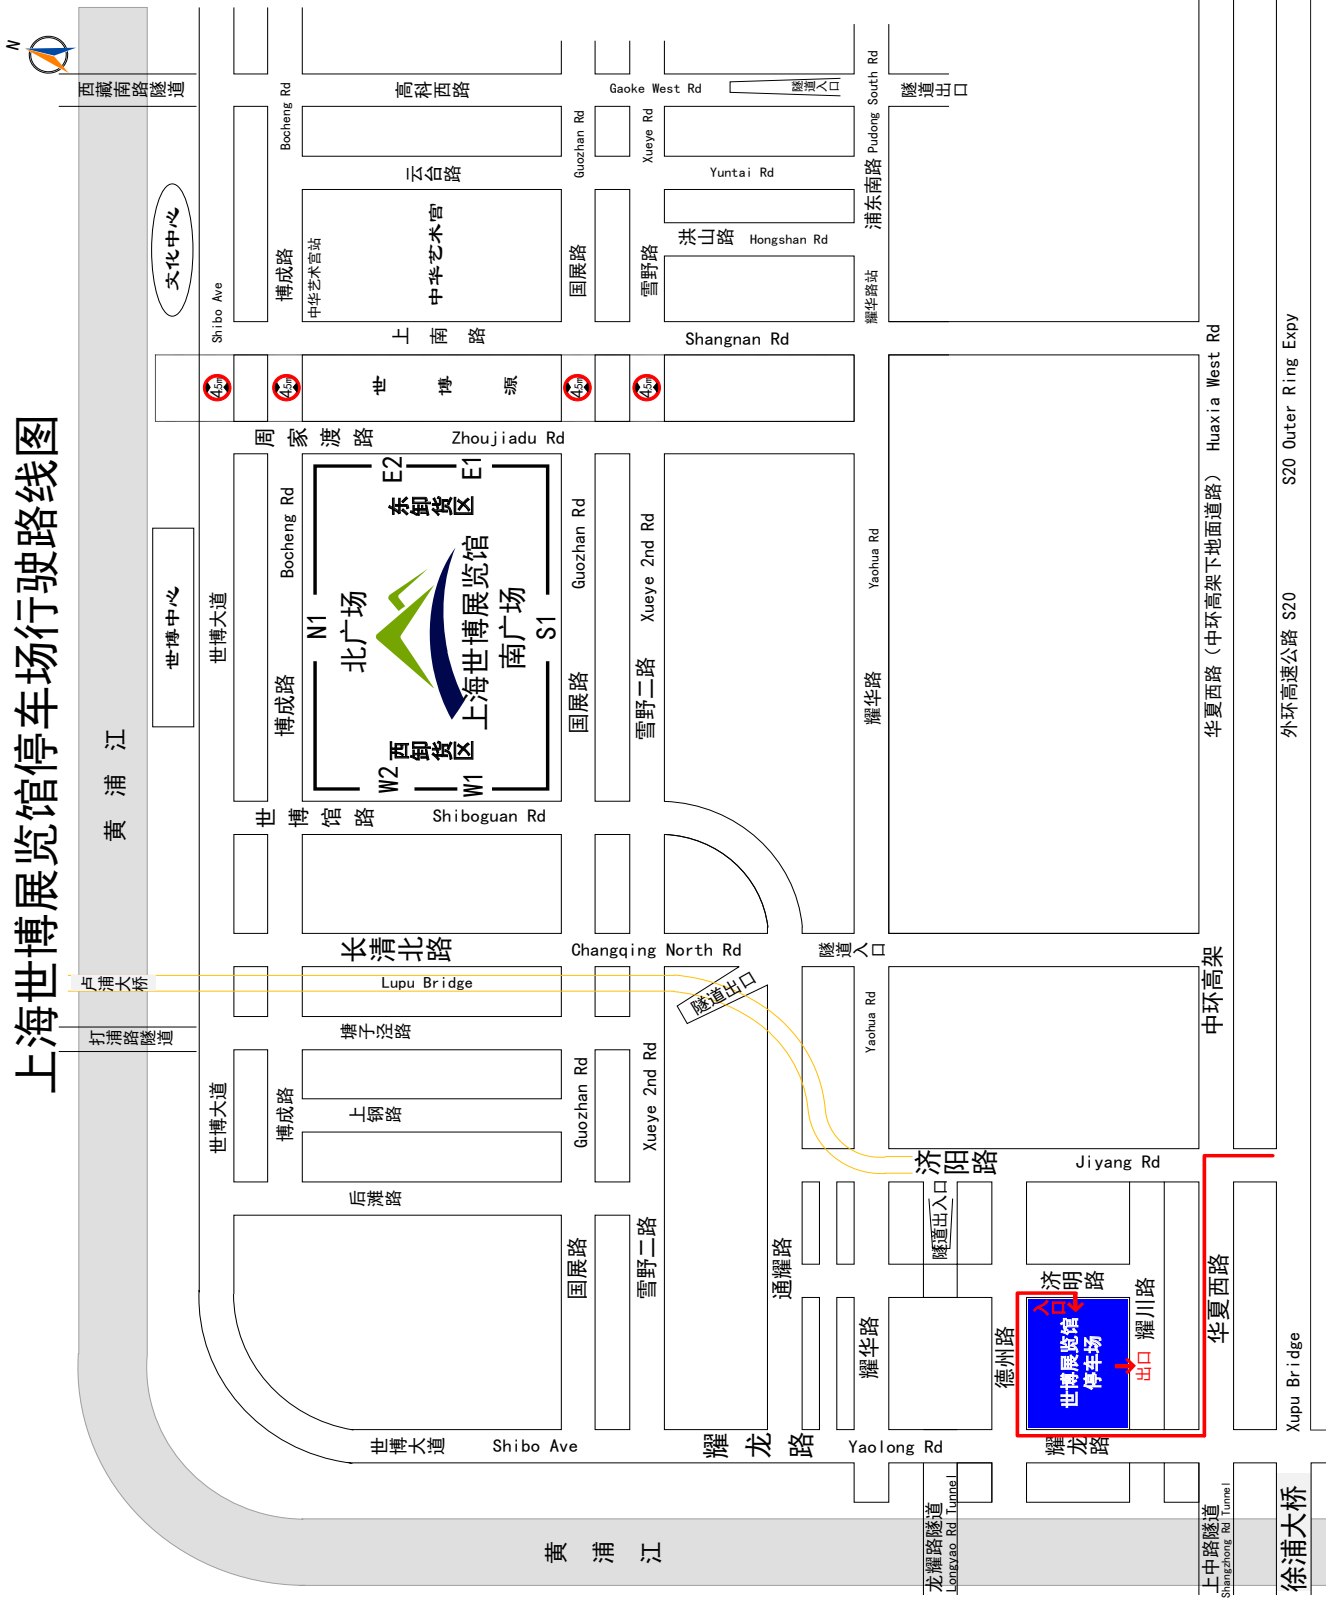 上海世博展览馆停车场行驶路线图
N
黄浦江
西藏南路隧道
卢浦大桥
打浦路隧道
文化中心
世博中心
Shibo Ave
世博大道
世博大道
Bocheng Rd
博成路
Bocheng Rd
博成路
博成路
4.5m
4.5m
4.5m
4.5m
高科西路
Gaoke West Rd
隧道入口
隧道出口
云台路
Yuntai Rd
洪山路
Hongshan Rd
中华艺术宫站
中华艺术宫
上南路
Shangnan Rd
世博源
周家渡路
Zhoujiadu Rd
N1
北广场
E2
E1
东卸货区
上海世博展览馆
南广场
S1
西卸货区
W2
W1
世博馆路
Shiboguan Rd
长清北路
Changqing North Rd
隧道入口
Lupu Bridge
隧道出口
塘子泾路
上钢路
后滩路
Guozhan Rd
国展路
Guozhan Rd
国展路
Guozhan Rd
国展路
Xueye Rd
雪野路
Xueye 2nd Rd
雪野二路
Xueye 2nd Rd
雪野二路
浦东南路 Pudong South Rd
耀华路站
Yaohua Rd
耀华路
Yaohua Rd
耀华路
通耀路
济阳路
Jiyang Rd
隧道出入口
德州路
济明路
入口
世博展览馆
停车场
出口
耀川路
耀龙路
世博大道
Shibo Ave
耀龙路
Yaolong Rd
华夏西路（中环高架下地面道路） Huaxia West Rd
中环高架
华夏西路
外环高速公路 S20
S20 Outer Ring Expy
Xupu Bridge
徐浦大桥
上中路隧道
Shangzhong Rd Tunnel
龙耀路隧道
Longyao Rd Tunnel
黄浦江